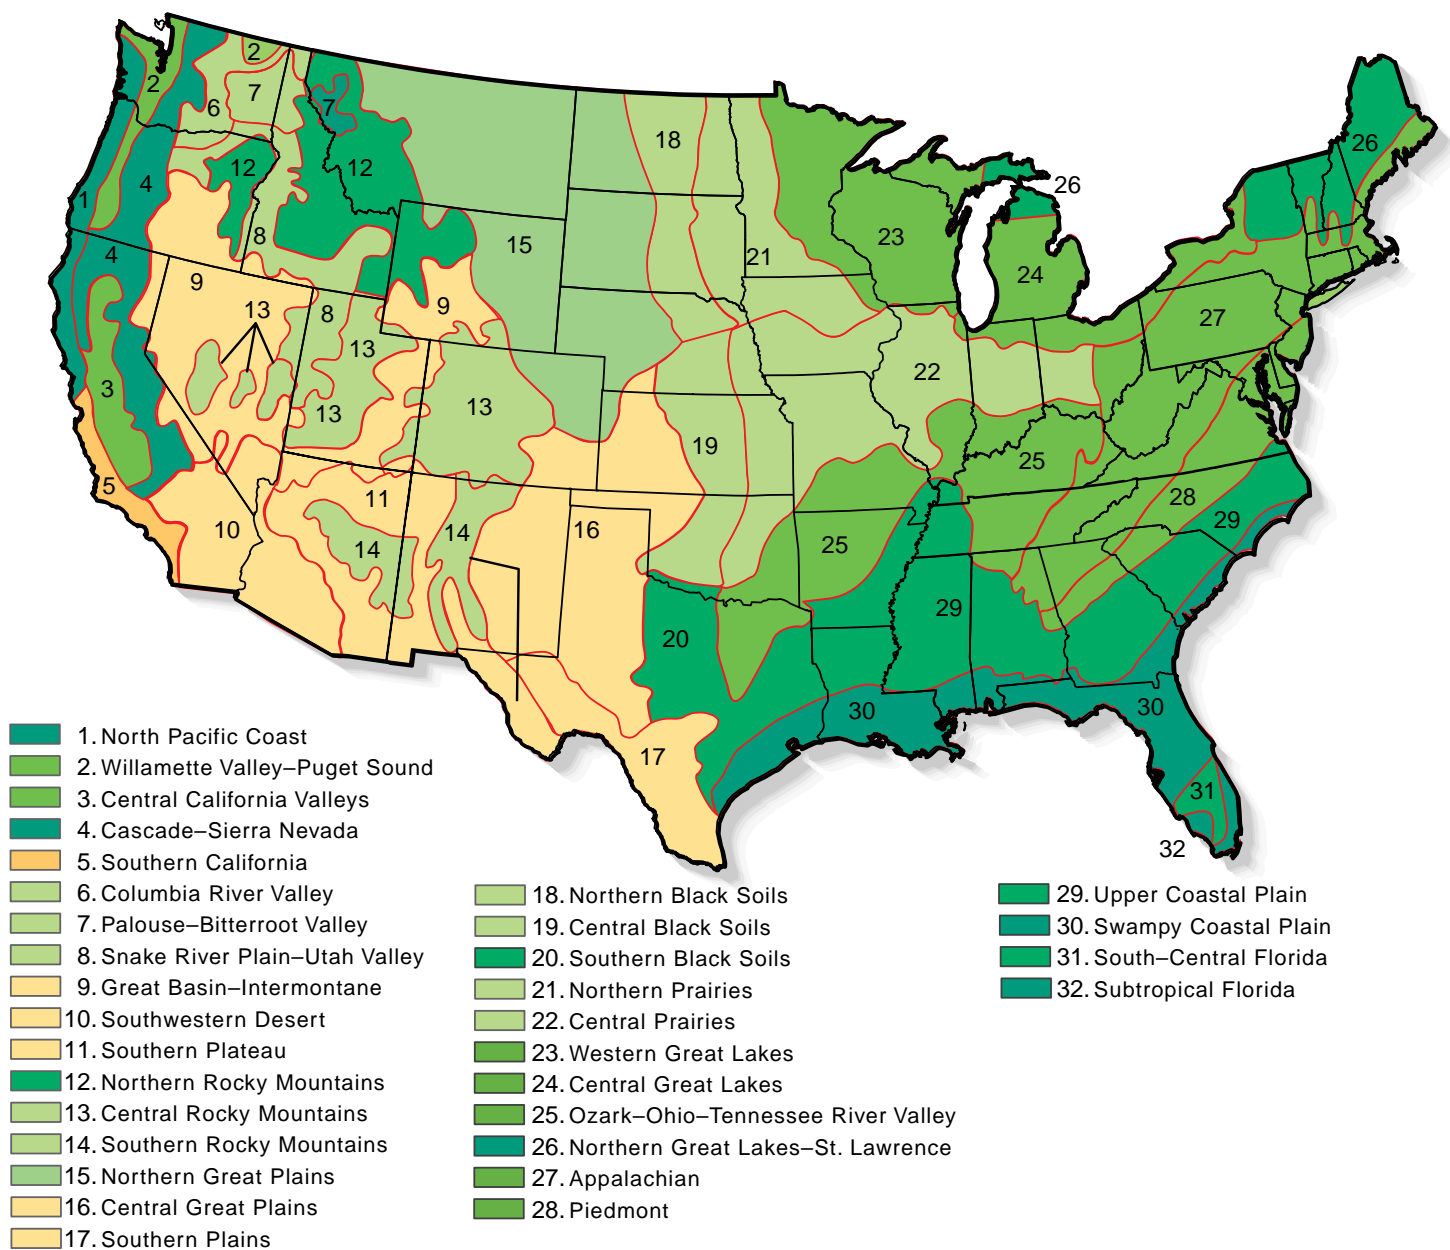 2
2
7
6
7
18
26
12
12
4
26
1
8
15
23
21
4
24
9
13
9
8
27
13
22
3
13
13
19
25
5
11
28
10
16
29
14
14
25
29
20
30
30
17
31
32
1. North Pacific Coast
2. Willamette Valley–Puget Sound
3. Central California Valleys
4. Cascade–Sierra Nevada
5. Southern California
6. Columbia River Valley
7. Palouse–Bitterroot Valley
8. Snake River Plain–Utah Valley
9. Great Basin–Intermontane
10. Southwestern Desert
11. Southern Plateau
12. Northern Rocky Mountains
13. Central Rocky Mountains
14. Southern Rocky Mountains
15. Northern Great Plains
16. Central Great Plains
17. Southern Plains
18. Northern Black Soils
19. Central Black Soils
20. Southern Black Soils
21. Northern Prairies
22. Central Prairies
23. Western Great Lakes
24. Central Great Lakes
25. Ozark–Ohio–Tennessee River Valley
26. Northern Great Lakes–St. Lawrence
27. Appalachian
28. Piedmont
29. Upper Coastal Plain
30. Swampy Coastal Plain
31. South–Central Florida
32. Subtropical Florida